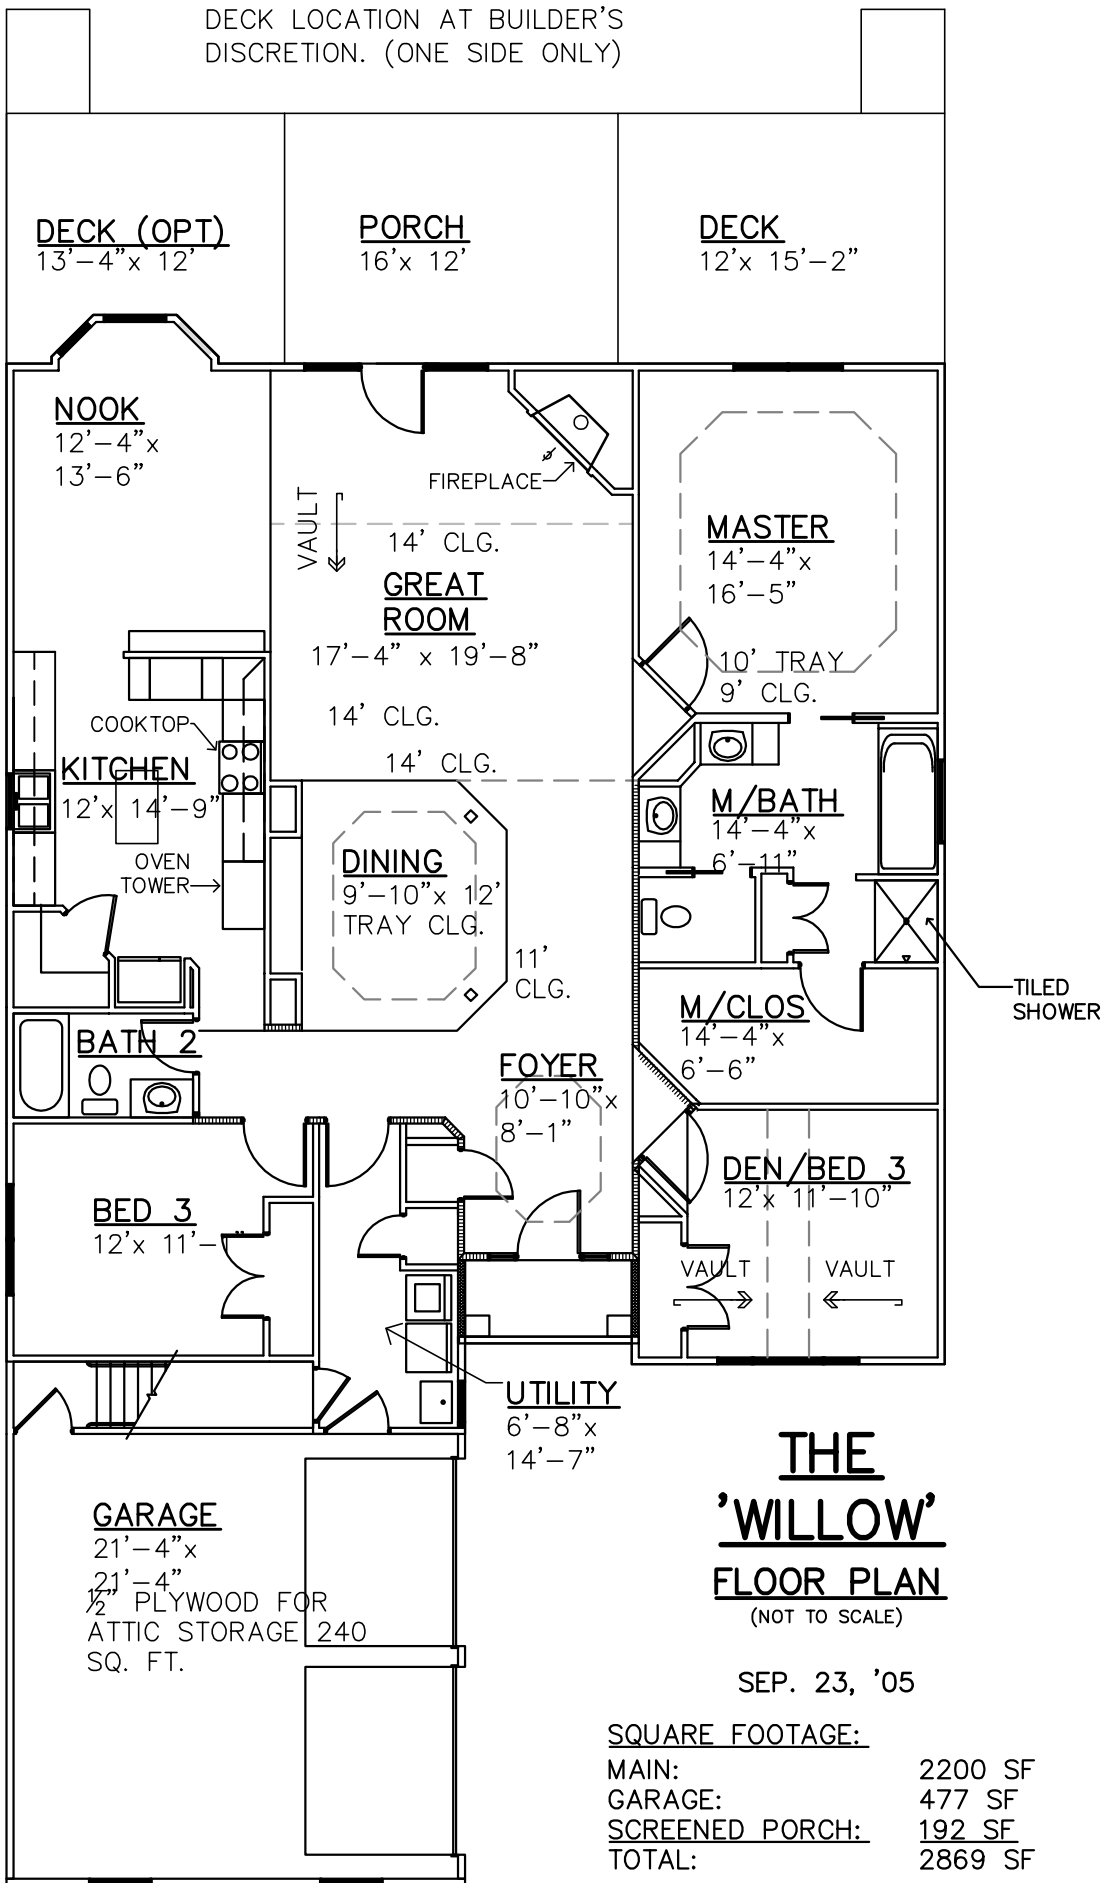 DECK LOCATION AT BUILDER'S
DISCRETION. (ONE SIDE ONLY)
DECK (OPT)
13'-4"x 12'
PORCH
16'x 12'
DECK
12'x 15'-2"
NOOK
12'-4"x
13'-6"
FIREPLACE
VAULT
14' CLG.
GREAT
ROOM
17'-4" x 19'-8"
14' CLG.
14' CLG.
MASTER
14'-4"x
16'-5"
10' TRAY
9' CLG.
COOKTOP
KITCHEN
12'x 14'-9"
OVEN
TOWER
DINING
9'-10"x 12'
TRAY CLG.
11'
CLG.
M/BATH
14'-4"x
6'-11"
TILED
SHOWER
M/CLOS
14'-4"x
6'-6"
BATH 2
FOYER
10'-10"x
8'-1"
BED 3
12'x 11'-
DEN/BED 3
12'x 11'-10"
VAULT
VAULT
UTILITY
6'-8"x
14'-7"
GARAGE
21'-4"x
21'-4"
½" PLYWOOD FOR
ATTIC STORAGE 240
SQ. FT.
THE
'WILLOW'
FLOOR PLAN
(NOT TO SCALE)
SEP. 23, '05
SQUARE FOOTAGE:
MAIN: 2200 SF
GARAGE: 477 SF
SCREENED PORCH: 192 SF
TOTAL: 2869 SF